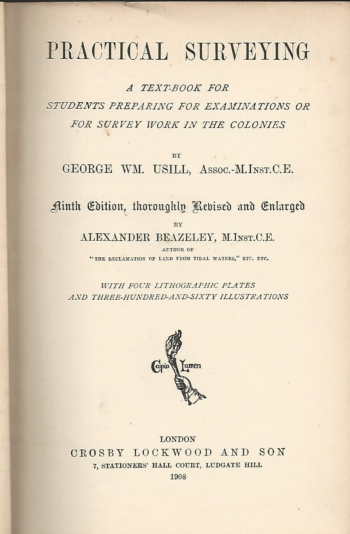 PRACTICAL SURVEYING
A TEXT-BOOK FOR
STUDENTS PREPARING FOR EXAMINATIONS OR
FOR SURVEY WORK IN THE COLONIES
BY
GEORGE WM. USILL, ASSOC.-M.INST.C.E.
Ninth Edition, thoroughly Revised and Enlarged
BY
ALEXANDER BEAZELEY, M.INST.C.E.
AUTHOR OF
"THE RECLAMATION OF LAND FROM TIDAL WATERS," ETC. ETC.
WITH FOUR LITHOGRAPHIC PLATES
AND THREE-HUNDRED-AND-SIXTY ILLUSTRATIONS
Capio Lumen
LONDON
CROSBY LOCKWOOD AND SON
7, STATIONERS' HALL COURT, LUDGATE HILL
1908